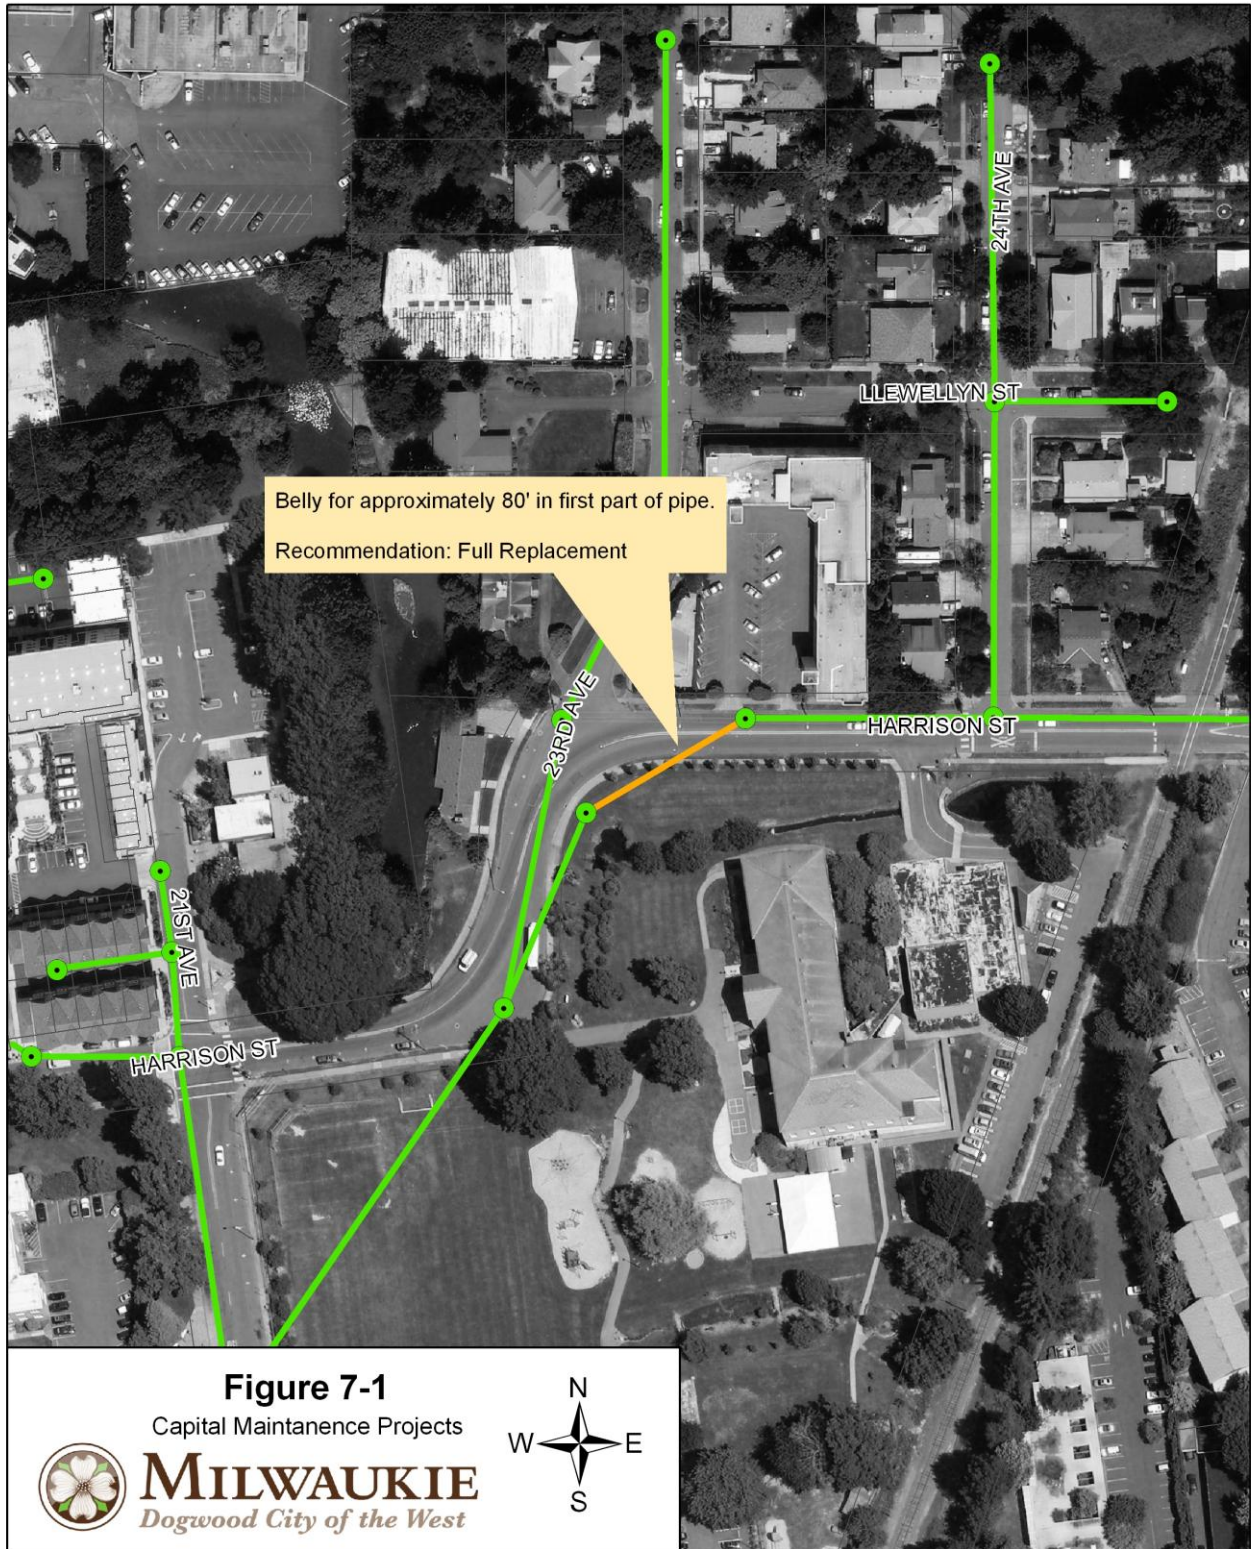 24TH AVE
LLEWELLYN ST
Belly for approximately 80' in first part of pipe.
Recommendation: Full Replacement
23RD AVE
HARRISON ST
21ST AVE
HARRISON ST
Figure 7-1
Capital Maintanence Projects
MILWAUKIE
Dogwood City of the West
N
W E
S